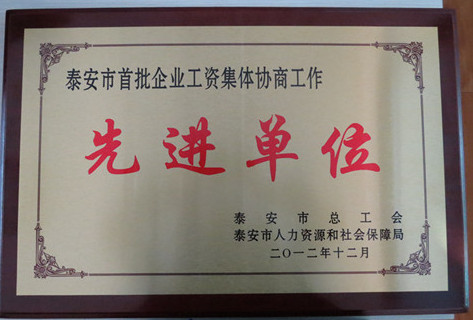 泰安市首批企业工资集体协商工作
先进单位
泰安市总工会
泰安市人力资源和社会保障局
二〇一二年十二月